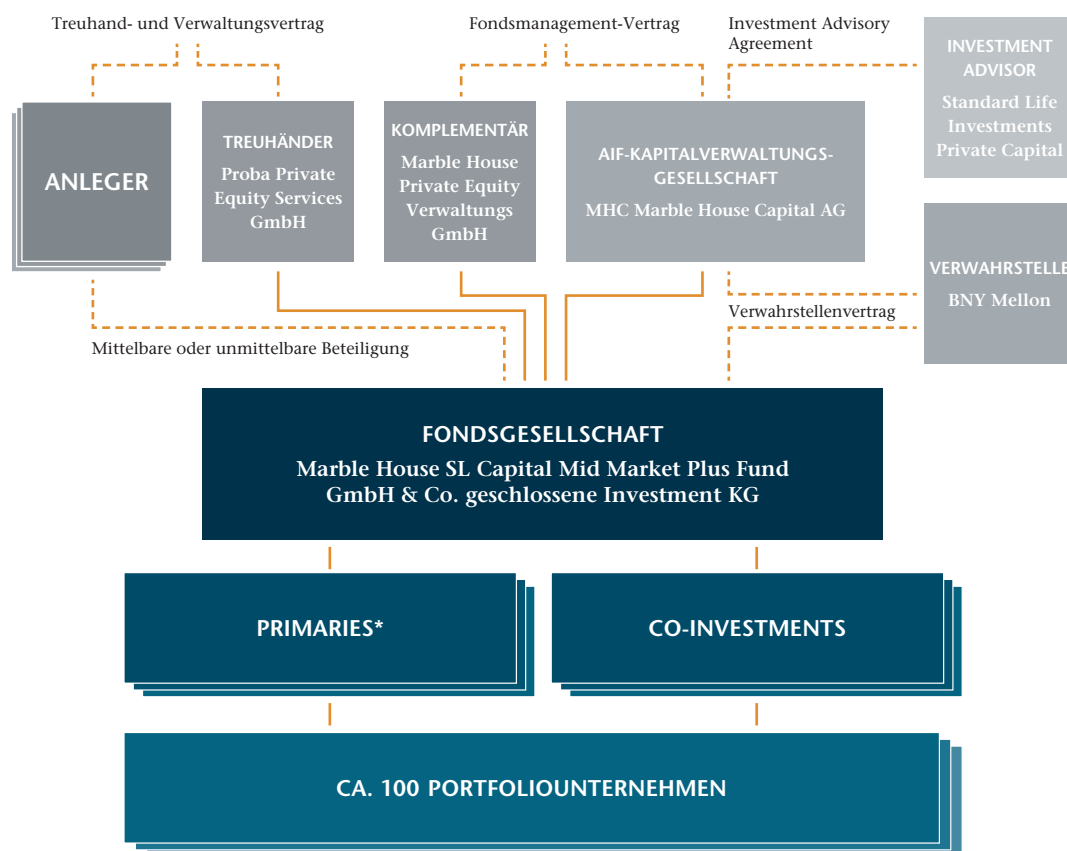 Treuhand- und Verwaltungsvertrag
Fondsmanagement-Vertrag
Investment Advisory
Agreement
INVESTMENT
ADVISOR
Standard Life
Investments
Private Capital
ANLEGER
TREUHÄNDER
Proba Private
Equity Services
GmbH
KOMPLEMENTÄR
Marble House
Private Equity
Verwaltungs
GmbH
AIF-KAPITALVERWALTUNGS-
GESELLSCHAFT
MHC Marble House Capital AG
VERWAHRSTELLE
BNY Mellon
Verwahrstellenvertrag
Mittelbare oder unmittelbare Beteiligung
FONDSGESELLSCHAFT
Marble House SL Capital Mid Market Plus Fund
GmbH & Co. geschlossene Investment KG
PRIMARIES*
CO-INVESTMENTS
CA. 100 PORTFOLIOUNTERNEHMEN